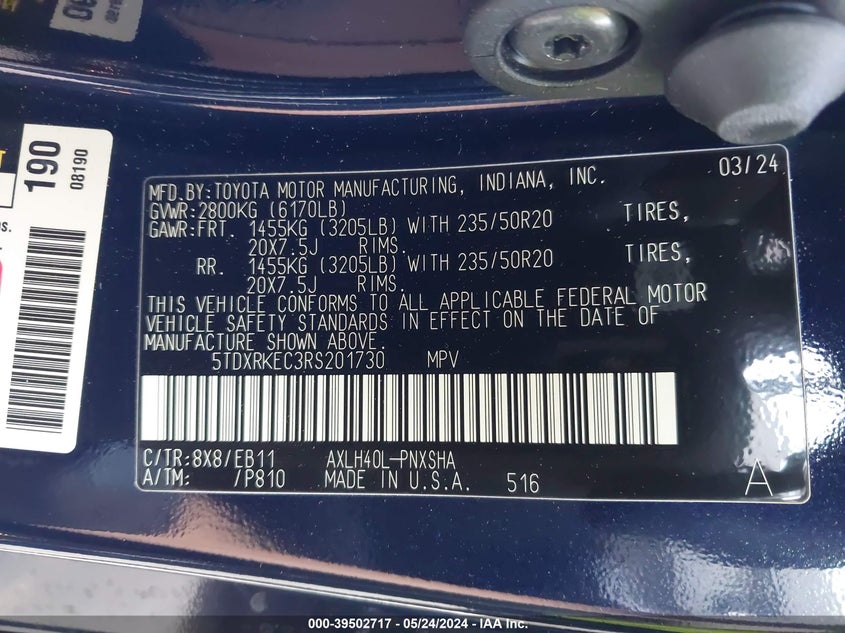 190
08190
03/24
MFD.BY:TOYOTA MOTOR MANUFACTURING, INDIANA, INC.
GVWR:2800KG (6170LB)
GAWR:FRT. 1455KG (3205LB) WITH 235/50R20 TIRES,
20X7.5J RIMS.
RR. 1455KG (3205LB) WITH 235/50R20 TIRES,
20X7.5J RIMS.
THIS VEHICLE CONFORMS TO ALL APPLICABLE FEDERAL MOTOR
VEHICLE SAFETY STANDARDS IN EFFECT ON THE DATE OF
MANUFACTURE SHOWN ABOVE.
5TDXRKEC3RS201730 MPV
C/TR:8X8/EB11 AXLH40L-PNXSHA
A/TM: /P810 MADE IN U.S.A. 516 A
000-39502717 - 05/24/2024 - IAA Inc.